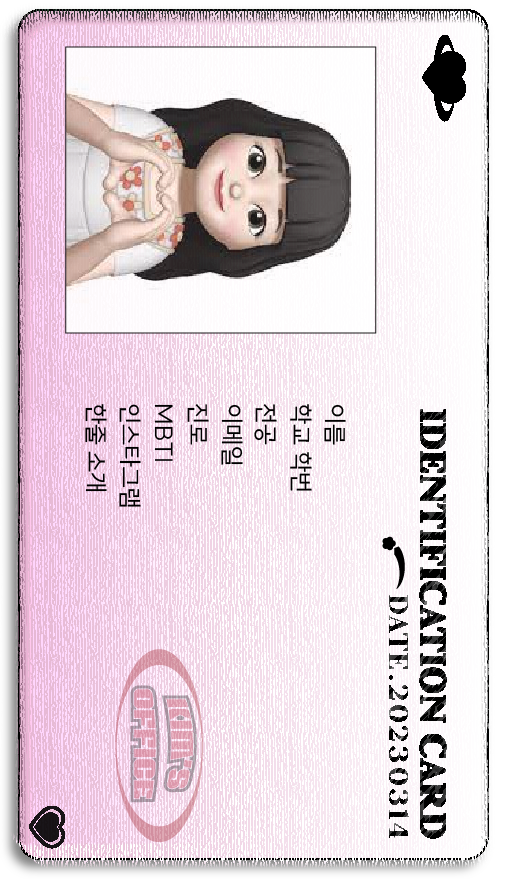 IDENTIFICATION CARD
DATE.20230314
이름
학교 학번
전공
이메일
진로
MBTI
인스타그램
한줄 소개
KIM'S
OFFICE